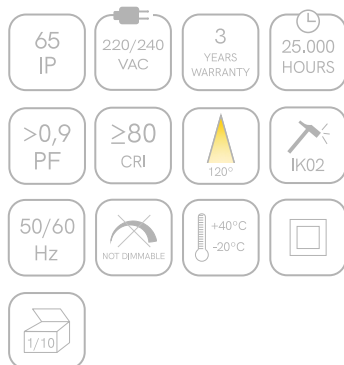 65
IP
220/240
VAC
3
YEARS
WARRANTY
25.000
HOURS
>0,9
PF
≥80
CRI
120°
IK02
50/60
Hz
NOT DIMMABLE
+40°C
-20°C
1/10